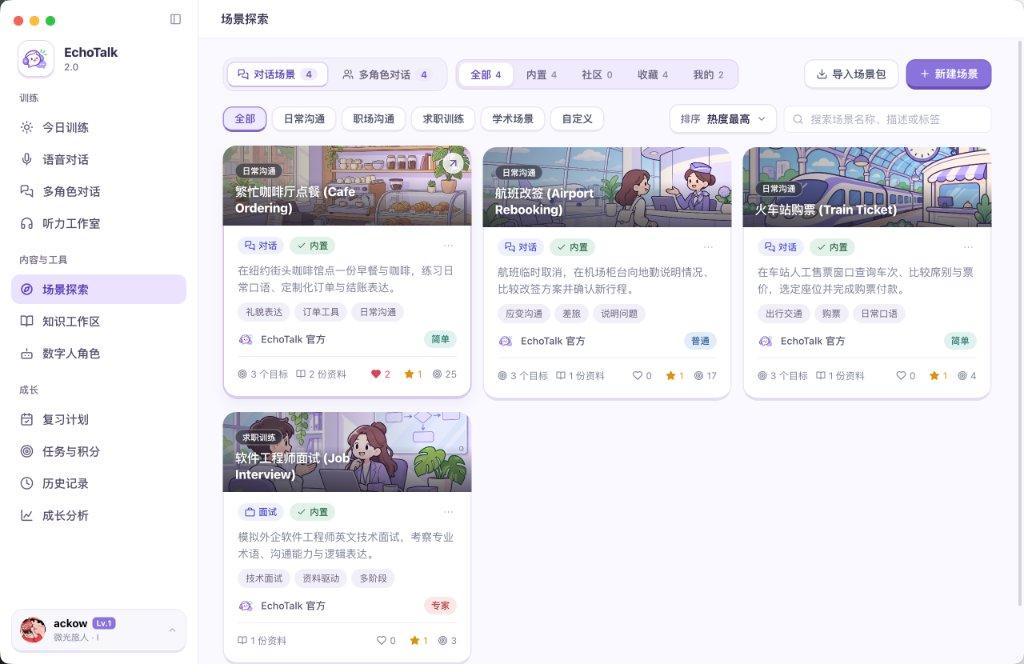 场景探索
EchoTalk
2.0
训练
今日训练
语音对话
多角色对话
听力工作室
内容与工具
场景探索
知识工作区
数字人角色
成长
复习计划
任务与积分
历史记录
成长分析
ackow Lv.1
微光旅人 · I
对话场景 4 多角色对话 4 全部 4 内置 4 社区 0 收藏 4 我的 2 导入场景包 + 新建场景
全部 日常沟通 职场沟通 求职训练 学术场景 自定义 排序 热度最高 搜索场景名称、描述或标签
日常沟通
繁忙咖啡厅点餐 (Cafe
Ordering)
对话 内置 ...
在纽约街头咖啡馆点一份早餐与咖啡，练习日
常口语、定制化订单与结账表达。
礼貌表达 订单工具 日常沟通
EchoTalk 官方 简单
3 个目标 2 份资料 2 1 25
日常沟通
航班改签 (Airport
Rebooking)
对话 内置 ...
航班临时取消，在机场柜台向地勤说明情况、
比较改签方案并确认新行程。
应变沟通 差旅 说明问题
EchoTalk 官方 普通
3 个目标 1 份资料 0 1 17
日常沟通
火车站购票 (Train Ticket)
对话 内置 ...
在车站人工售票窗口查询车次、比较席别与票
价，选定座位并完成购票付款。
出行交通 购票 日常口语
EchoTalk 官方 简单
3 个目标 1 份资料 0 1 4
求职训练
软件工程师面试 (Job
Interview)
面试 内置 ...
模拟外企软件工程师英文技术面试，考察专业
术语、沟通能力与逻辑表达。
技术面试 资料驱动 多阶段
EchoTalk 官方 专家
1 份资料 0 1 3